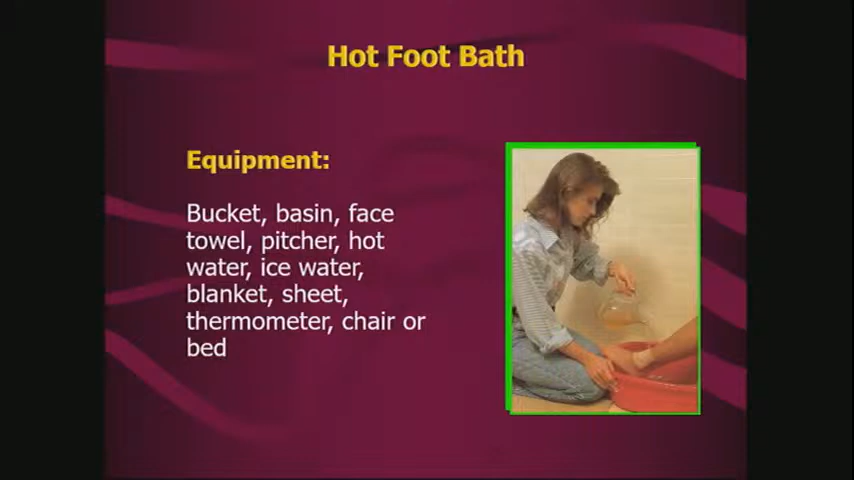 Hot Foot Bath
Equipment:
Bucket, basin, face
towel, pitcher, hot
water, ice water,
blanket, sheet,
thermometer, chair or
bed